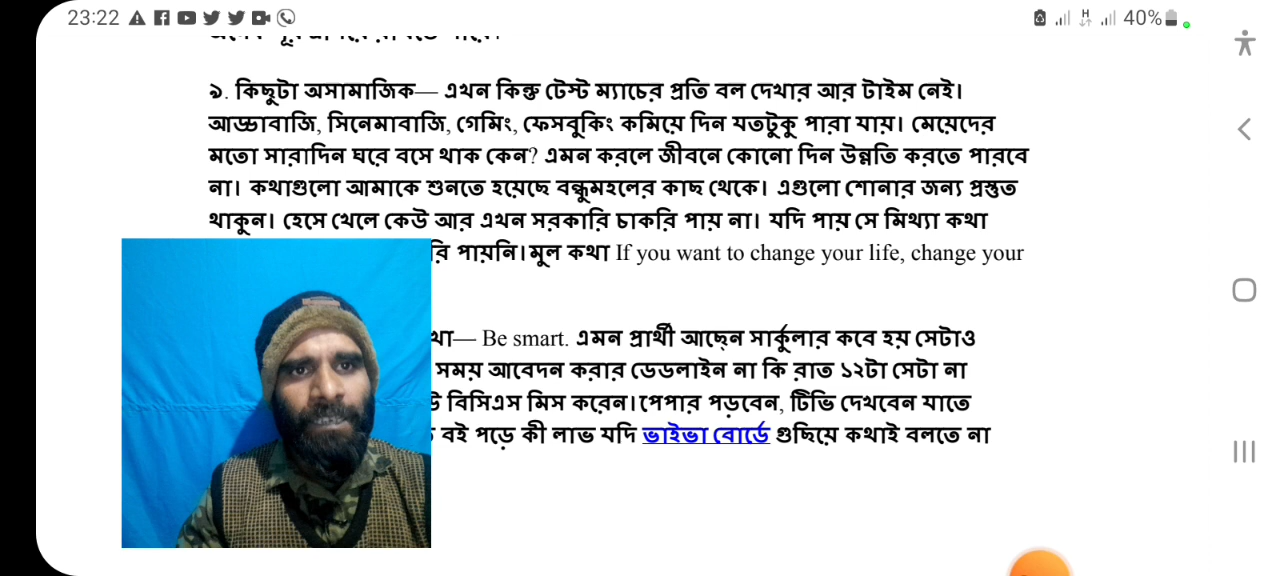 23:22
H
40%
৯. কিছুটা অসামাজিক— এখন কিন্তু টেস্ট ম্যাচের প্রতি বল দেখার আর টাইম নেই।
আড্ডাবাজি, সিনেমাবাজি, গেমিং, ফেসবুকিং কমিয়ে দিন যতটুকু পারা যায়। মেয়েদের
মতো সারাদিন ঘরে বসে থাক কেন? এমন করলে জীবনে কোনো দিন উন্নতি করতে পারবে
না। কথাগুলো আমাকে শুনতে হয়েছে বন্ধুমহলের কাছ থেকে। এগুলো শোনার জন্য প্রস্তুত
থাকুন। হেসে খেলে কেউ আর এখন সরকারি চাকরি পায় না। যদি পায় সে মিথ্যা কথা
রি পায়নি। মুল কথা If you want to change your life, change your
খা— Be smart. এমন প্রার্থী আছেন সার্কুলার কবে হয় সেটাও
সময় আবেদন করার ডেডলাইন না কি রাত ১২টা সেটা না
উ বিসিএস মিস করেন। পেপার পড়বেন, টিভি দেখবেন যাতে
বই পড়ে কী লাভ যদি ভাইভা বোর্ডে গুছিয়ে কথাই বলতে না